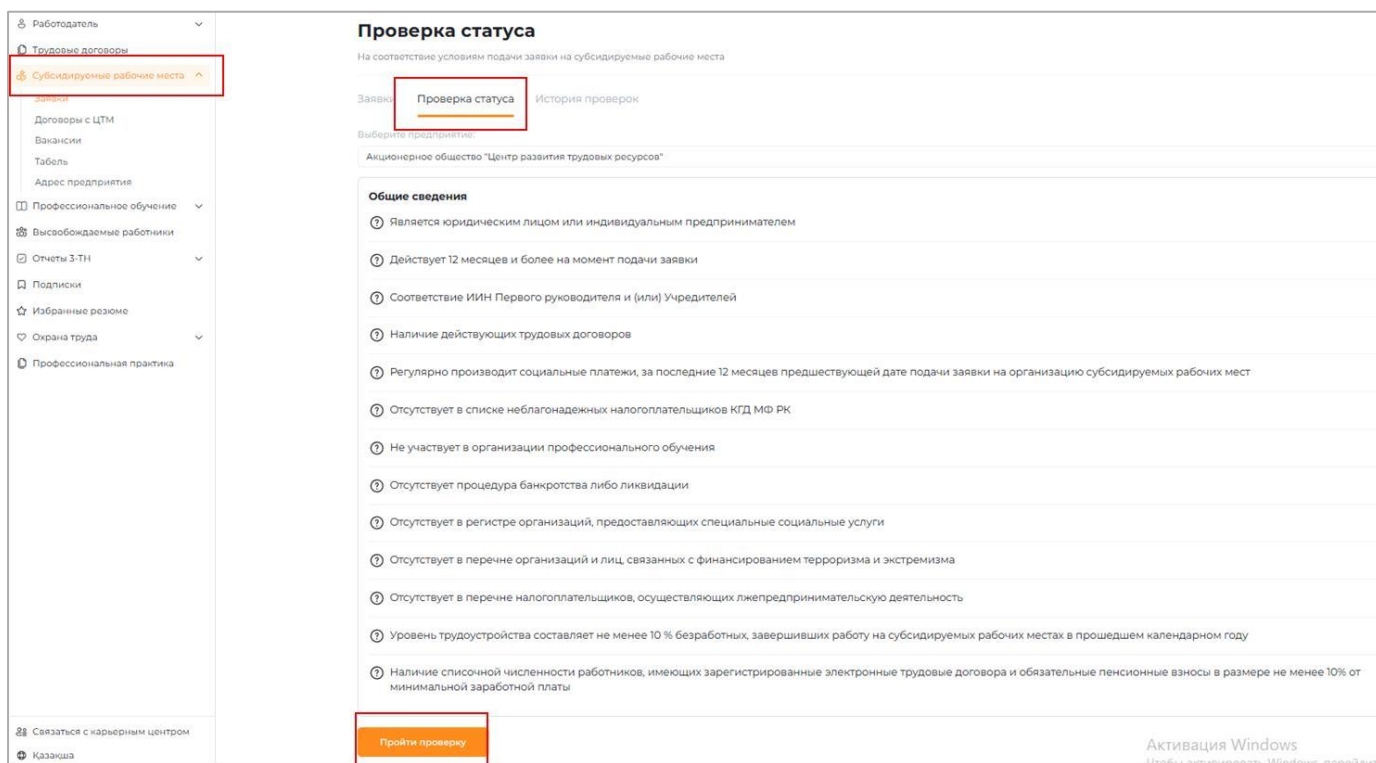 Работодатель
Трудовые договоры
Субсидируемые рабочие места
Заявки
Договоры с ЦТМ
Вакансии
Табель
Адрес предприятия
Профессиональное обучение
Высвобождаемые работники
Отчеты 3-ТН
Подписки
Избранные резюме
Охрана труда
Профессиональная практика
Связаться с карьерным центром
Қазақша
Проверка статуса
На соответствие условиям подачи заявки на субсидируемые рабочие места
Заявки Проверка статуса История проверок
Выберите предприятие:
Акционерное общество "Центр развития трудовых ресурсов"
Общие сведения
Является юридическим лицом или индивидуальным предпринимателем
Действует 12 месяцев и более на момент подачи заявки
Соответствие ИИН Первого руководителя и (или) Учредителей
Наличие действующих трудовых договоров
Регулярно производит социальные платежи, за последние 12 месяцев предшествующей дате подачи заявки на организацию субсидируемых рабочих мест
Отсутствует в списке неблагонадежных налогоплательщиков КГД МФ РК
Не участвует в организации профессионального обучения
Отсутствует процедура банкротства либо ликвидации
Отсутствует в регистре организаций, предоставляющих специальные социальные услуги
Отсутствует в перечне организаций и лиц, связанных с финансированием терроризма и экстремизма
Отсутствует в перечне налогоплательщиков, осуществляющих лжепредпринимательскую деятельность
Уровень трудоустройства составляет не менее 10 % безработных, завершивших работу на субсидируемых рабочих местах в прошедшем календарном году
Наличие списочной численности работников, имеющих зарегистрированные электронные трудовые договора и обязательные пенсионные взносы в размере не менее 10% от
минимальной заработной платы
Пройти проверку
Активация Windows